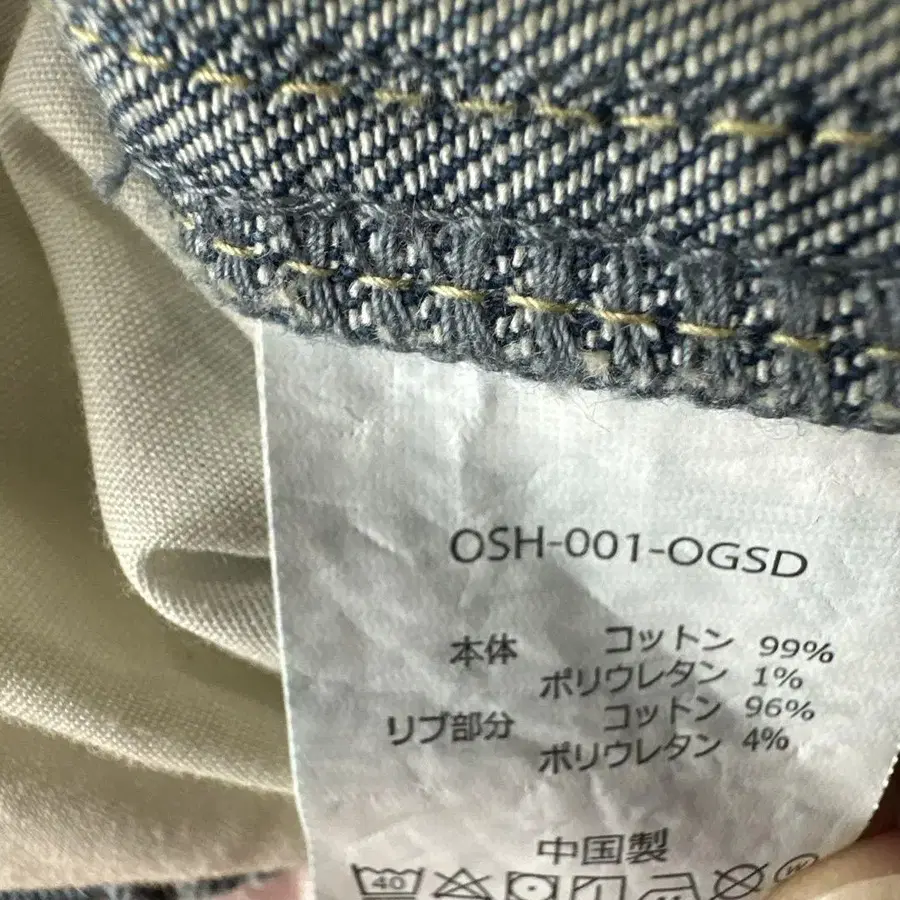 OSH-001-OGSD
本体 コットン 99%
ポリウレタン 1%
リブ部分 コットン 96%
ポリウレタン 4%
中国製
40
W